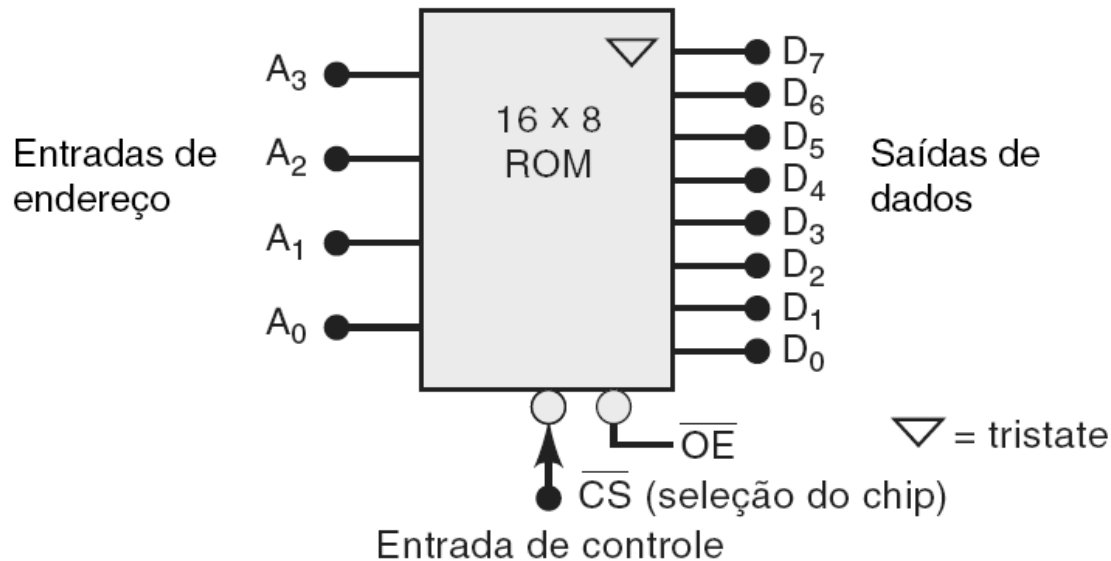 A3
A2
A1
A0
Entradas de
endereço
16 x 8
ROM
D7
D6
D5
D4
D3
D2
D1
D0
Saídas de
dados
OE
= tristate
CS (seleção do chip)
Entrada de controle